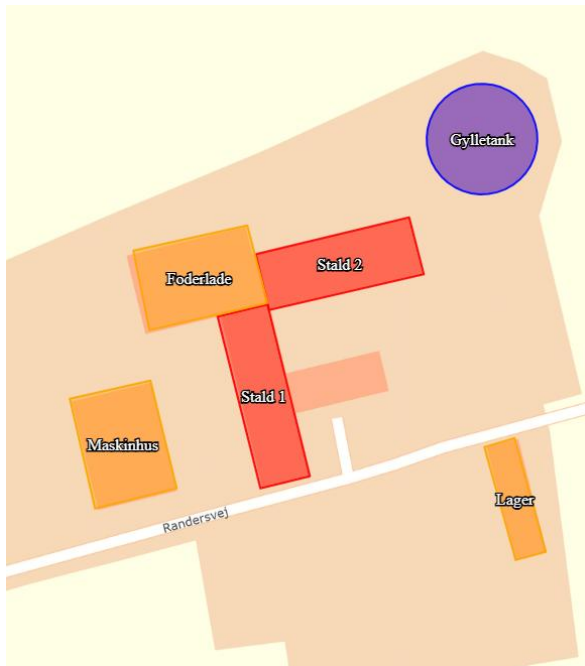 Gylletank
Stald 2
Foderlade
Stald 1
Maskinhus
Lager
Randersvej